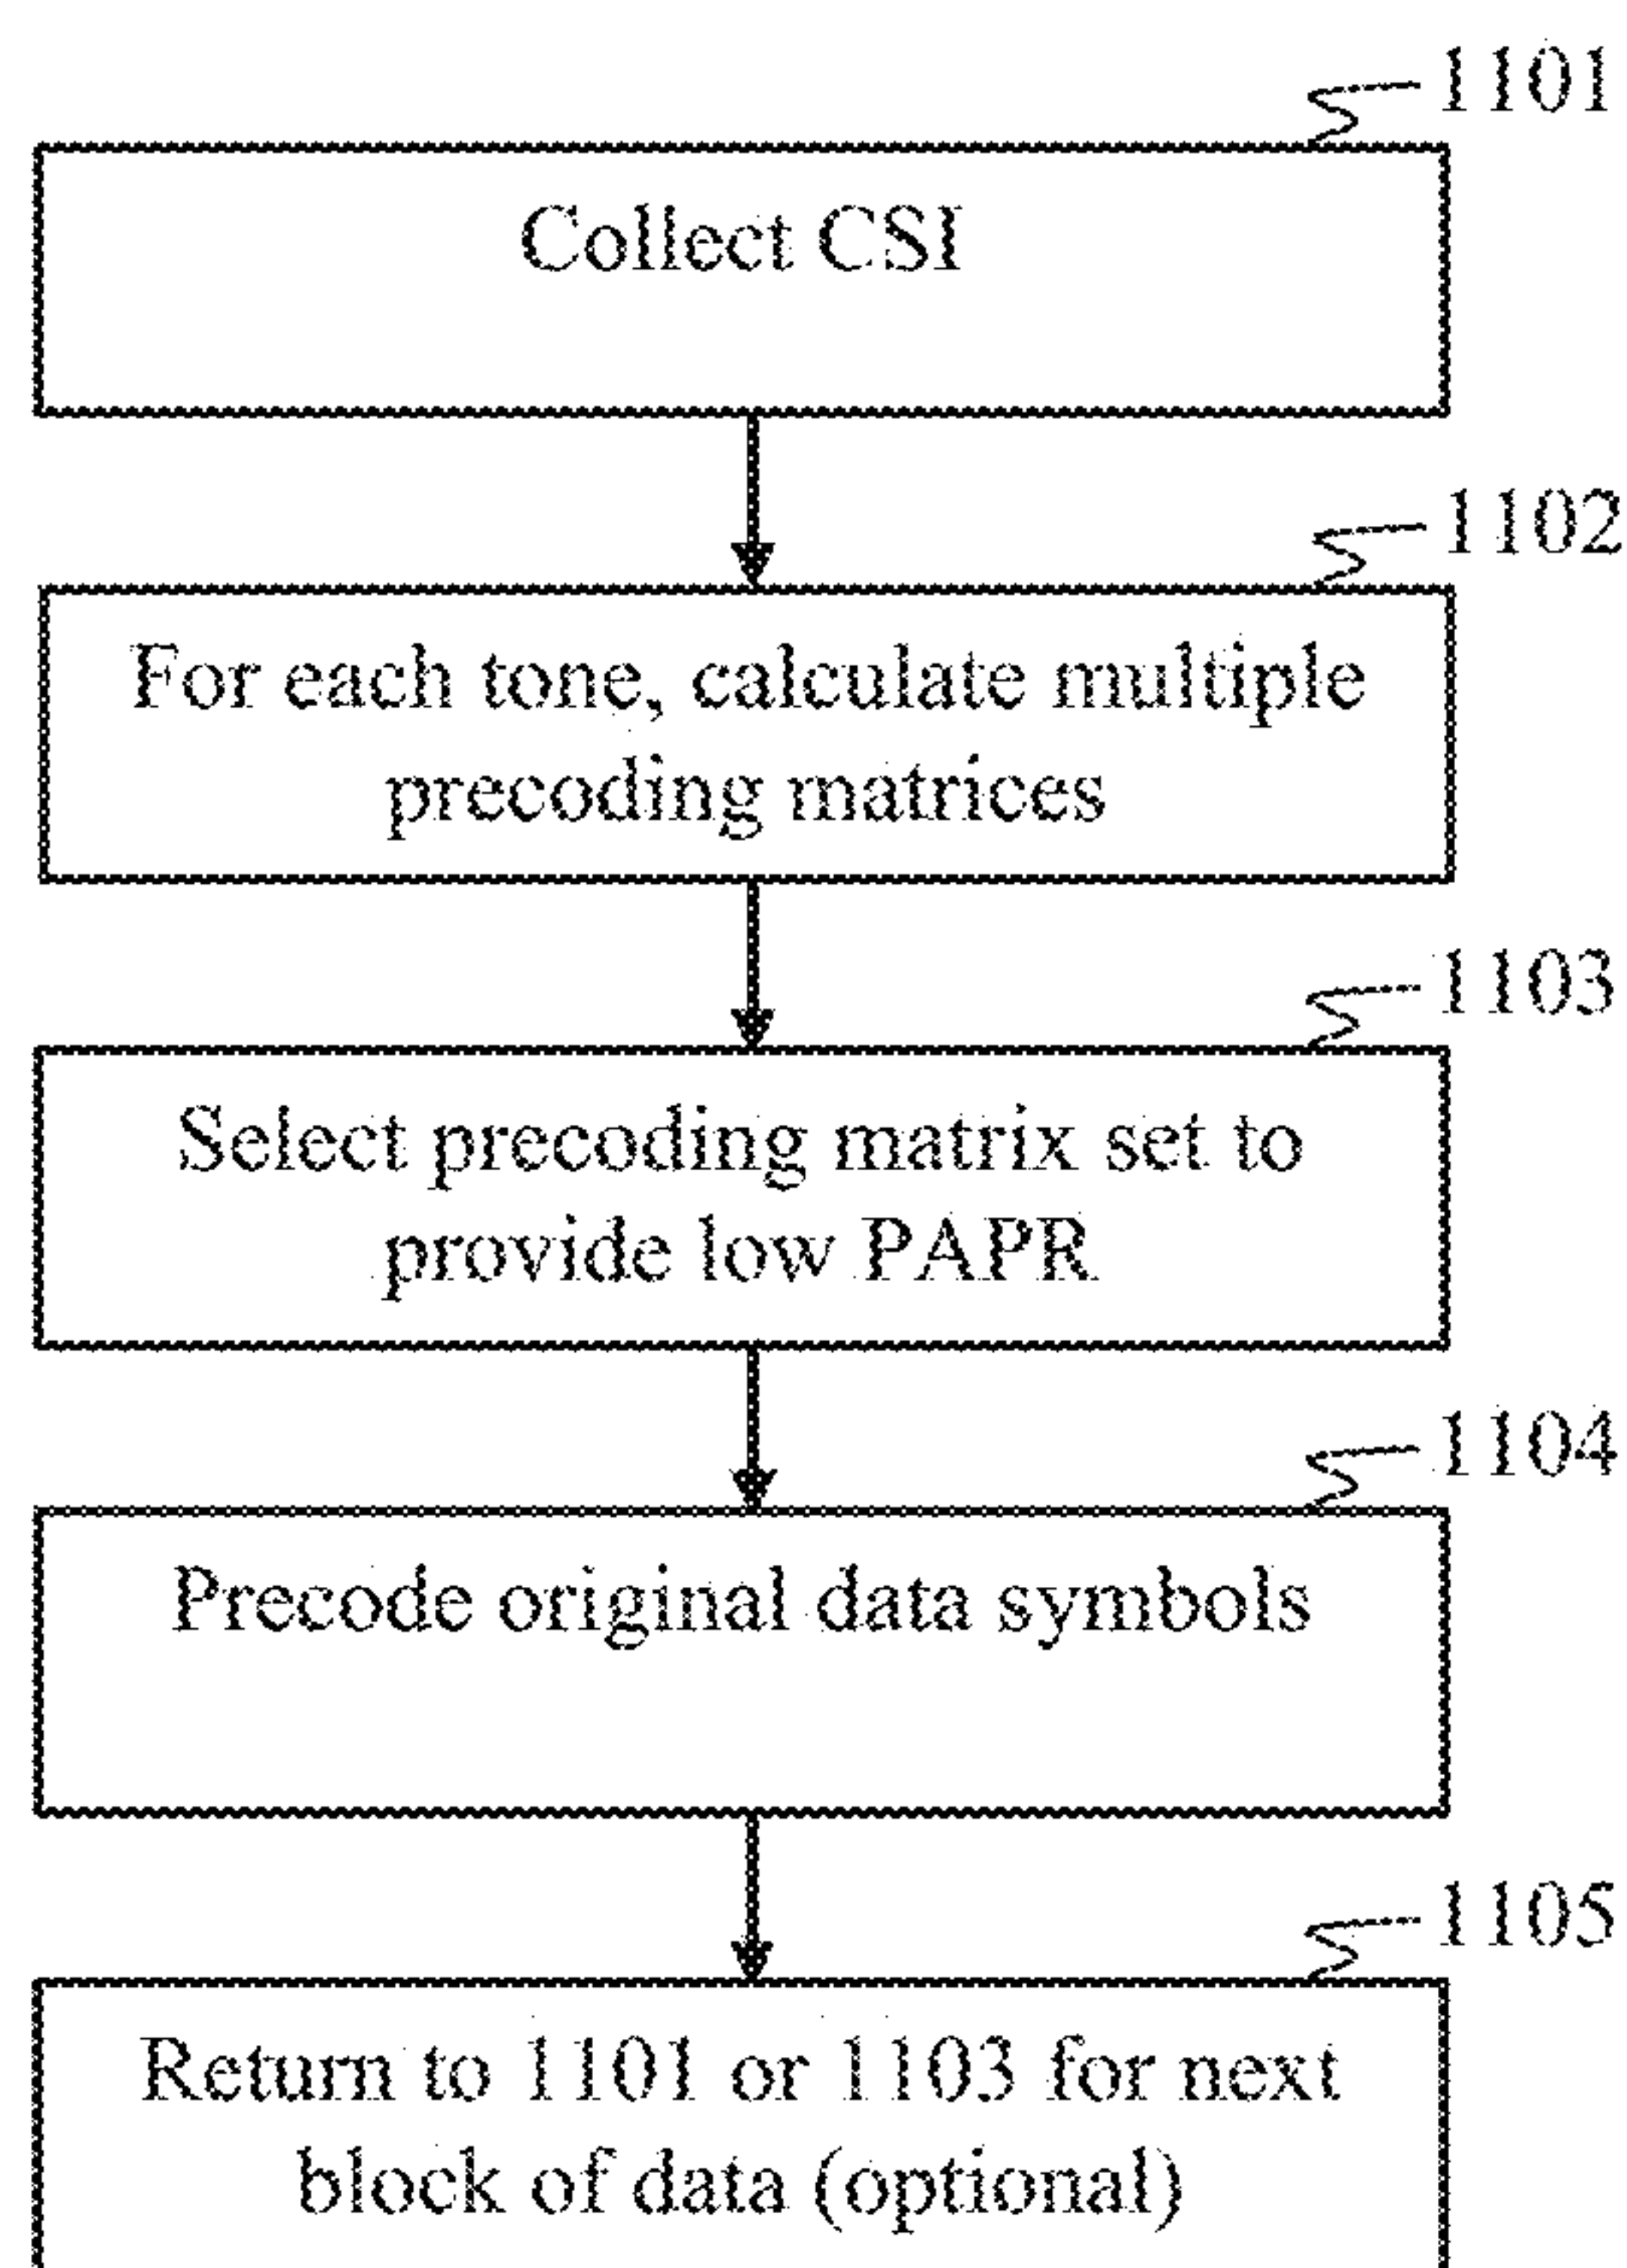 1101
Collect CSI
1102
For each tone, calculate multiple
precoding matrices
1103
Select precoding matrix set to
provide low PAPR
1104
Precode original data symbols
1105
Return to 1101 or 1103 for next
block of data (optional)